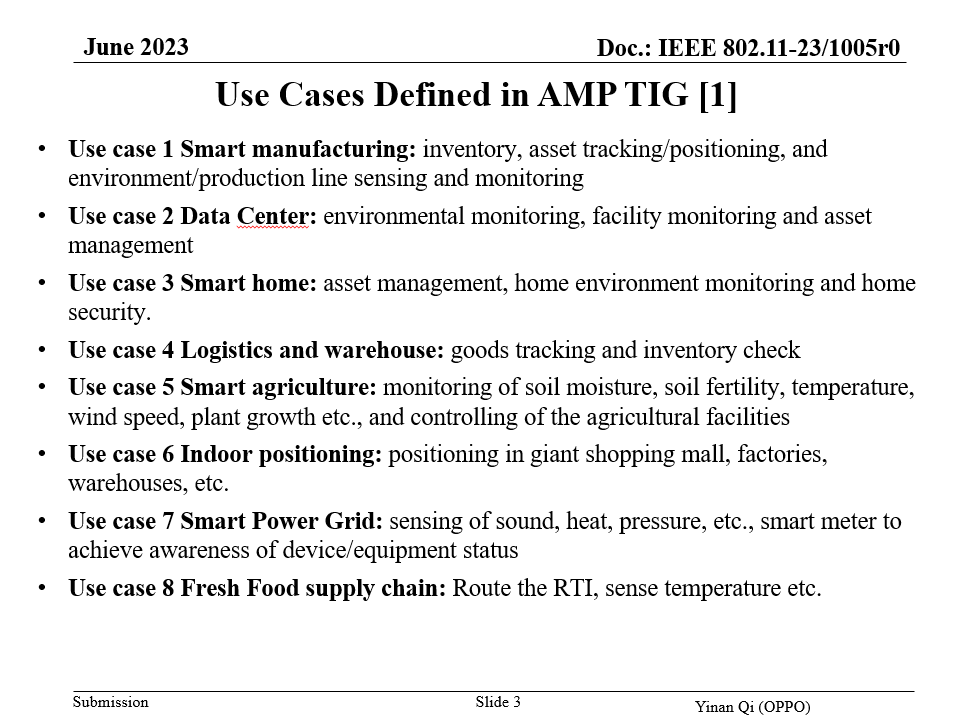 June 2023
Doc.: IEEE 802.11-23/1005r0
Use Cases Defined in AMP TIG [1]
• Use case 1 Smart manufacturing: inventory, asset tracking/positioning, and
environment/production line sensing and monitoring
• Use case 2 Data Center: environmental monitoring, facility monitoring and asset
management
• Use case 3 Smart home: asset management, home environment monitoring and home
security.
• Use case 4 Logistics and warehouse: goods tracking and inventory check
• Use case 5 Smart agriculture: monitoring of soil moisture, soil fertility, temperature,
wind speed, plant growth etc., and controlling of the agricultural facilities
• Use case 6 Indoor positioning: positioning in giant shopping mall, factories,
warehouses, etc.
• Use case 7 Smart Power Grid: sensing of sound, heat, pressure, etc., smart meter to
achieve awareness of device/equipment status
• Use case 8 Fresh Food supply chain: Route the RTI, sense temperature etc.
Submission
Slide 3
Yinan Qi (OPPO)